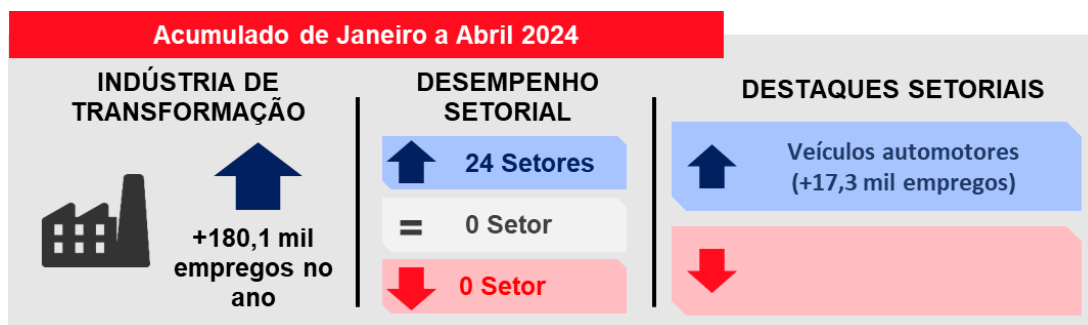 Acumulado de Janeiro a Abril 2024
INDÚSTRIA DE
TRANSFORMAÇÃO
+180,1 mil
empregos no
ano
DESEMPENHO
SETORIAL
24 Setores
= 0 Setor
0 Setor
DESTAQUES SETORIAIS
Veículos automotores
(+17,3 mil empregos)